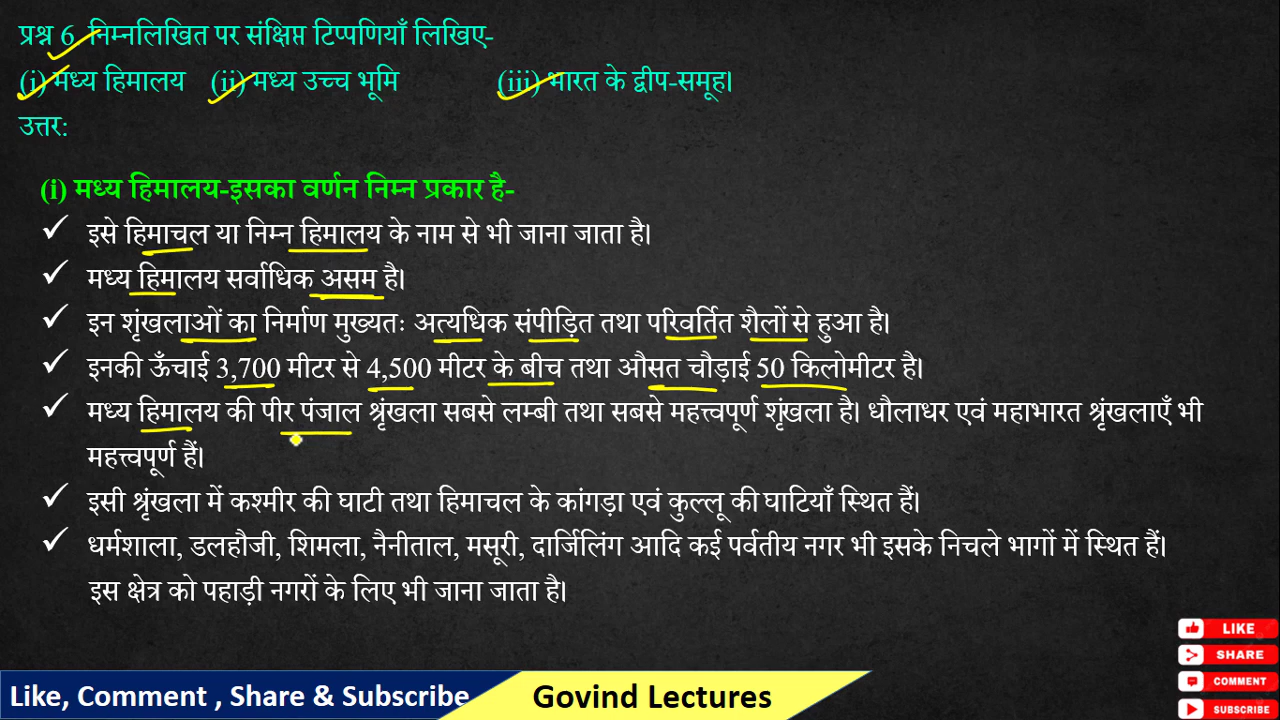 प्रश्न 6. निम्नलिखित पर संक्षिप्त टिप्पणियाँ लिखिए-
(i) मध्य हिमालय (ii) मध्य उच्च भूमि (iii) भारत के द्वीप-समूह।
उत्तर:
(i) मध्य हिमालय-इसका वर्णन निम्न प्रकार है-
✓ इसे हिमाचल या निम्न हिमालय के नाम से भी जाना जाता है।
✓ मध्य हिमालय सर्वाधिक असम है।
✓ इन शृंखलाओं का निर्माण मुख्यतः अत्यधिक संपीड़ित तथा परिवर्तित शैलों से हुआ है।
✓ इनकी ऊँचाई 3,700 मीटर से 4,500 मीटर के बीच तथा औसत चौड़ाई 50 किलोमीटर है।
✓ मध्य हिमालय की पीर पंजाल श्रृंखला सबसे लम्बी तथा सबसे महत्त्वपूर्ण शृंखला है। धौलाधर एवं महाभारत श्रृंखलाएँ भी
महत्त्वपूर्ण हैं।
✓ इसी श्रृंखला में कश्मीर की घाटी तथा हिमाचल के कांगड़ा एवं कुल्लू की घाटियाँ स्थित हैं।
✓ धर्मशाला, डलहौजी, शिमला, नैनीताल, मसूरी, दार्जिलिंग आदि कई पर्वतीय नगर भी इसके निचले भागों में स्थित हैं।
इस क्षेत्र को पहाड़ी नगरों के लिए भी जाना जाता है।
LIKE
SHARE
COMMENT
SUBSCRIBE
Like, Comment , Share & Subscribe Govind Lectures